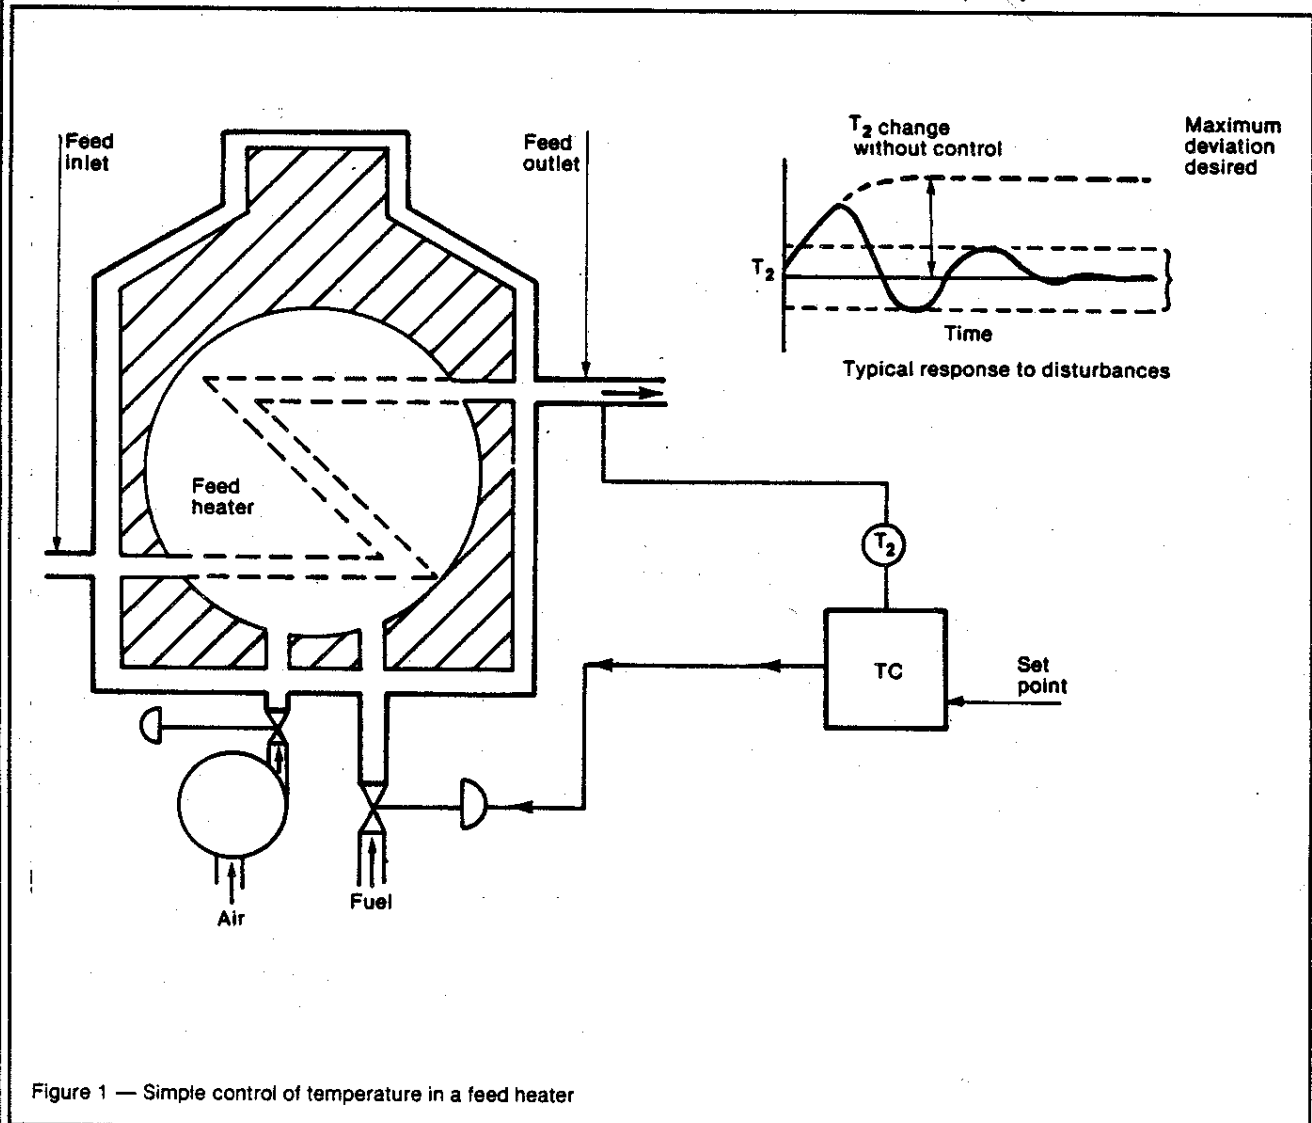 Feed
inlet
Feed
outlet
T2 change
without control
Maximum
deviation
desired
T2
Time
Typical response to disturbances
Feed
heater
T2
TC
Set
point
Air
Fuel
Figure 1 — Simple control of temperature in a feed heater